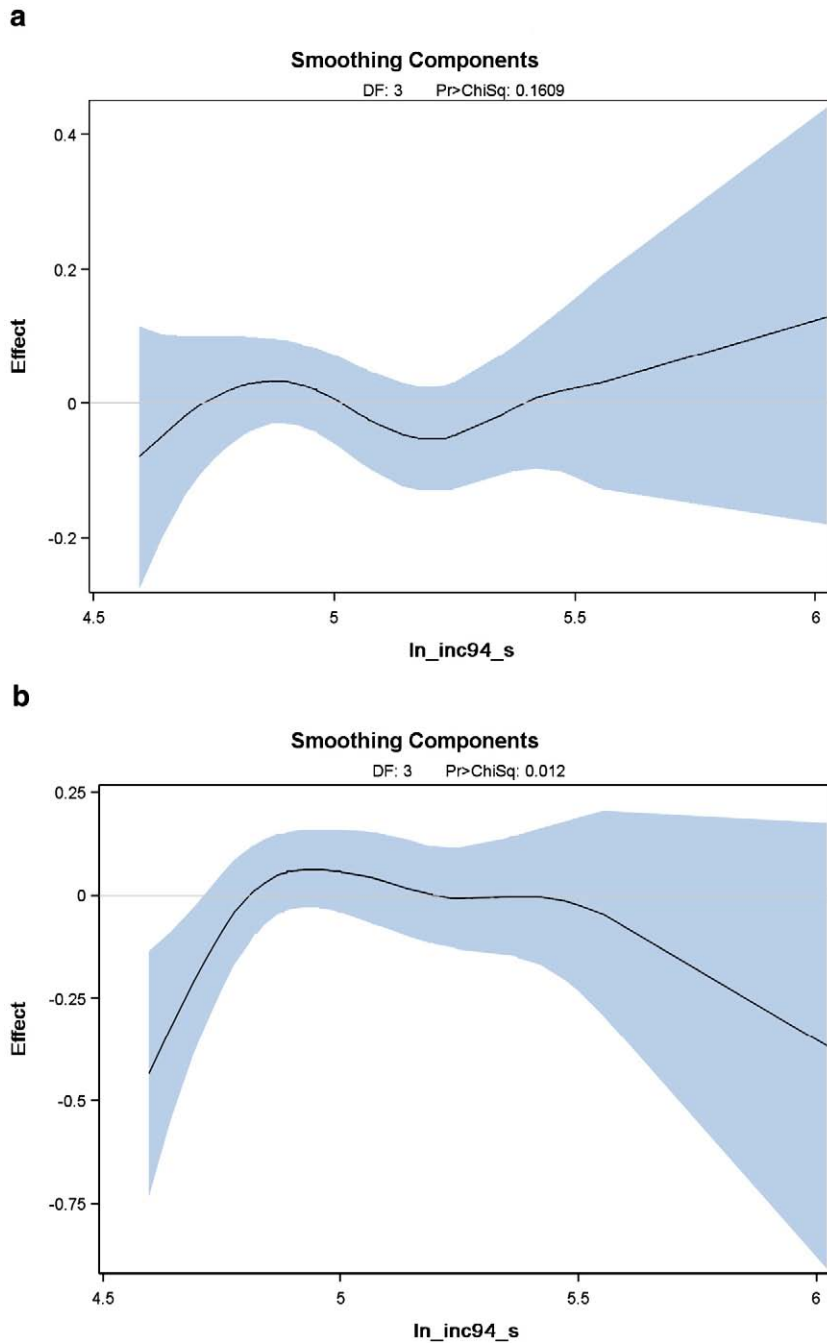 a
Smoothing Components
DF: 3 Pr>ChiSq: 0.1609
0.4
0.2
0
-0.2
Effect
4.5 5 5.5 6
ln_inc94_s
b
Smoothing Components
DF: 3 Pr>ChiSq: 0.012
0.25
0
-0.25
-0.5
-0.75
Effect
4.5 5 5.5 6
ln_inc94_s